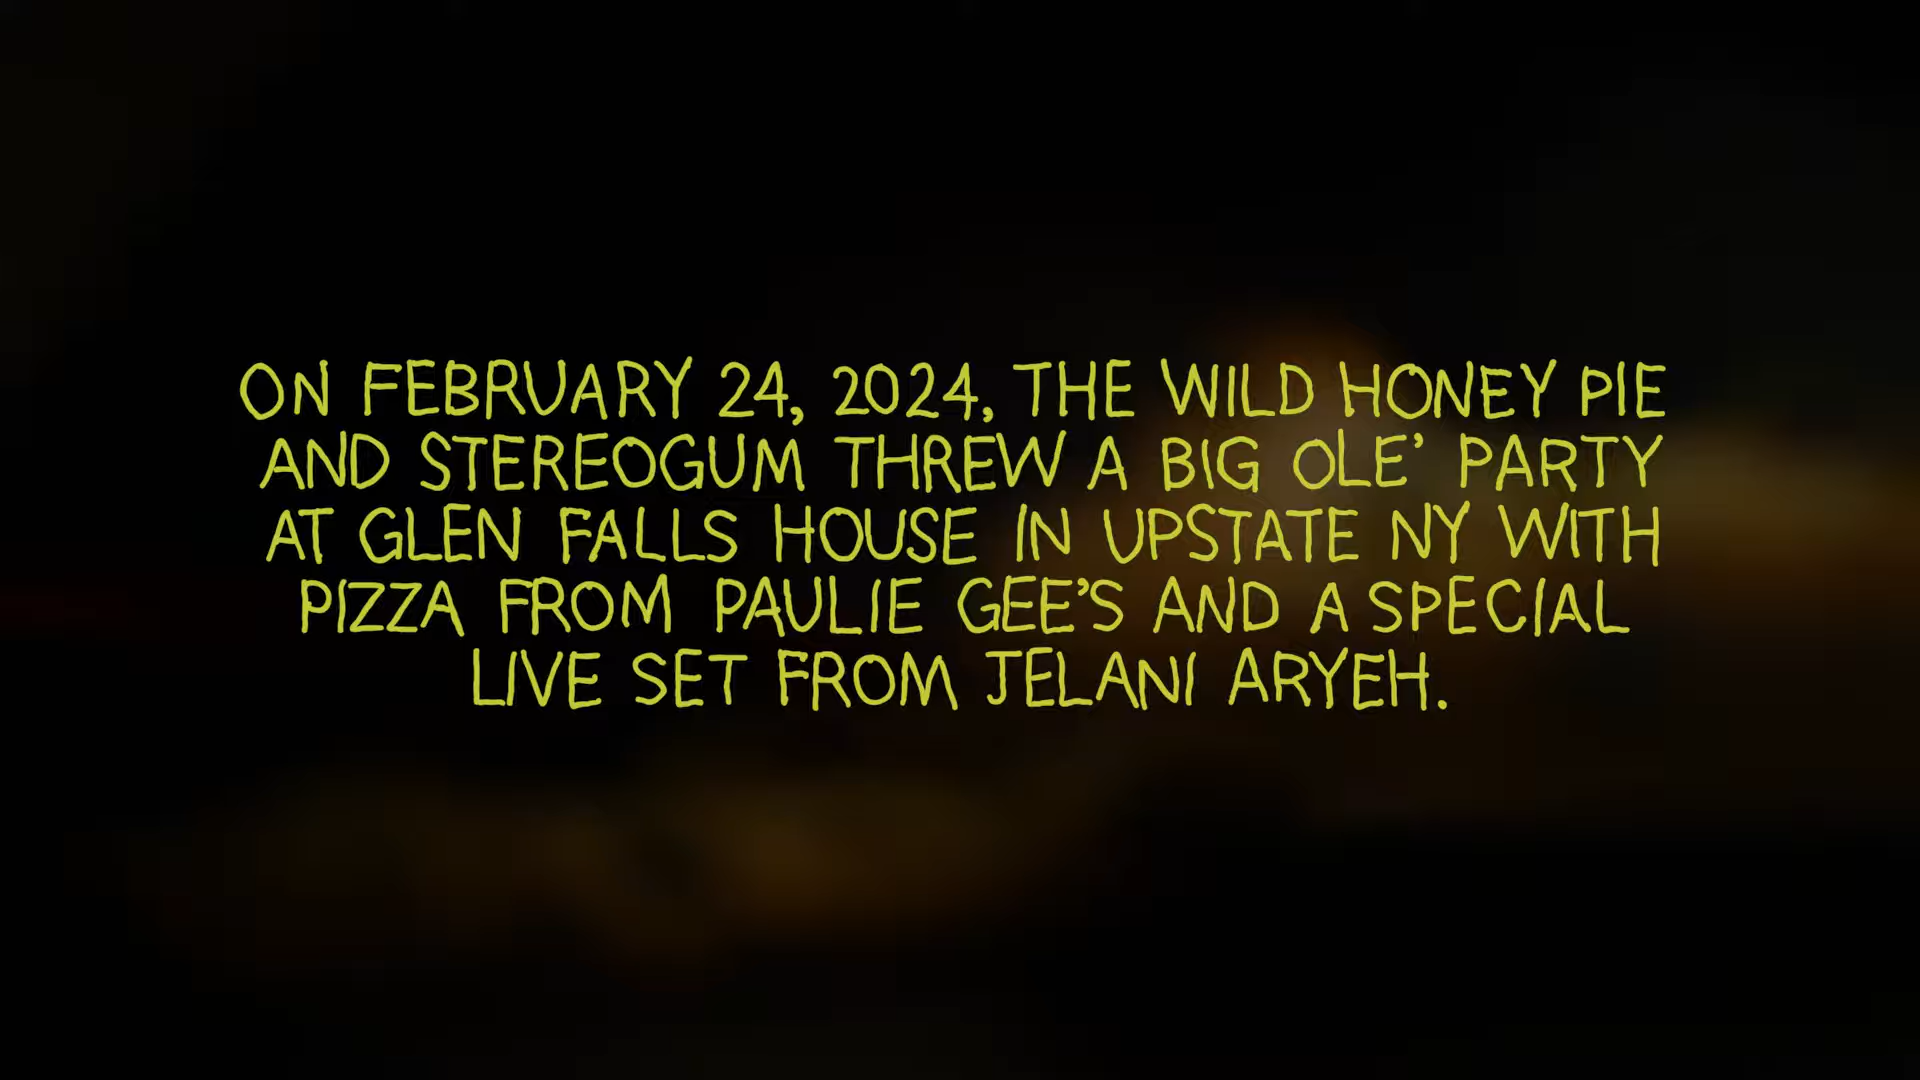 ON FEBRUARY 24, 2024, THE WILD HONEY PIE
AND STEREOGUM THREW A BIG OLE’ PARTY
AT GLEN FALLS HOUSE IN UPSTATE NY WITH
PIZZA FROM PAULIE GEE’S AND A SPECIAL
LIVE SET FROM JELANI ARYEH.